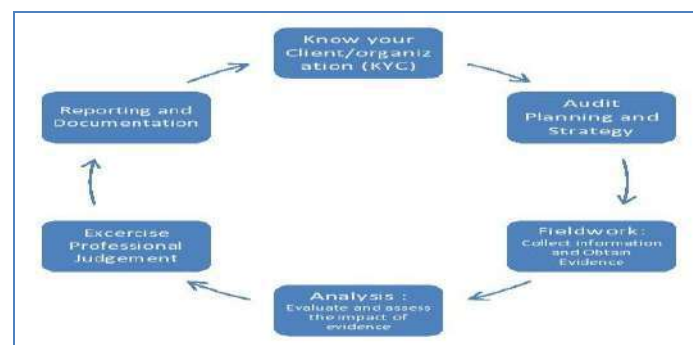 Know your
Client/organiz
ation (KYC)
Audit
Planning and
Strategy
Fieldwork:
Collect information
and Obtain
Evidence
Analysis :
Evaluate and assess
the impact of
evidence
Excercise
Professional
Judgement
Reporting and
Documentation